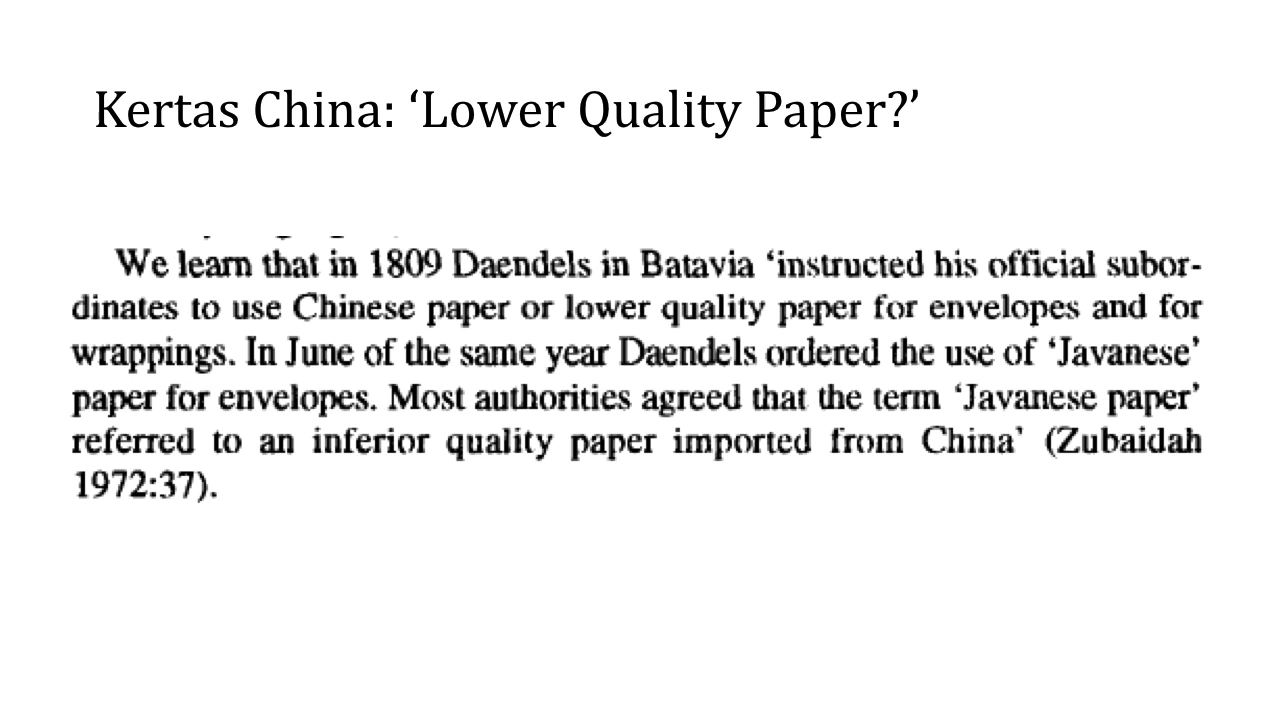 Kertas China: ‘Lower Quality Paper?’
We learn that in 1809 Daendels in Batavia ‘instructed his official subor-
dinates to use Chinese paper or lower quality paper for envelopes and for
wrappings. In June of the same year Daendels ordered the use of ‘Javanese’
paper for envelopes. Most authorities agreed that the term ‘Javanese paper’
referred to an inferior quality paper imported from China’ (Zubaidah
1972:37).